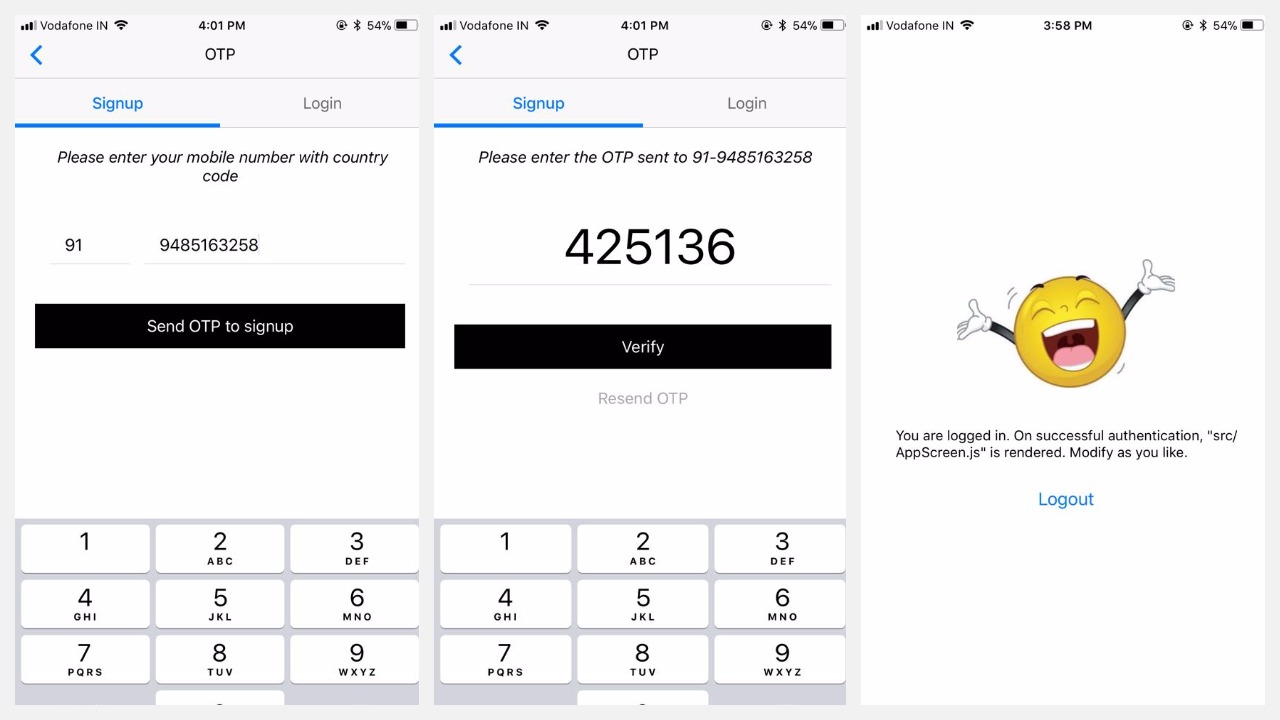 Vodafone IN 4:01 PM 54%
OTP
Signup Login
Please enter your mobile number with country
code
91 9485163258
Send OTP to signup
1 2 3
ABC DEF
4 5 6
GHI JKL MNO
7 8 9
PQRS TUV WXYZ
Vodafone IN 4:01 PM 54%
OTP
Signup Login
Please enter the OTP sent to 91-9485163258
425136
Verify
Resend OTP
1 2 3
ABC DEF
4 5 6
GHI JKL MNO
7 8 9
PQRS TUV WXYZ
Vodafone IN 3:58 PM 54%
You are logged in. On successful authentication, "src/
AppScreen.js" is rendered. Modify as you like.
Logout